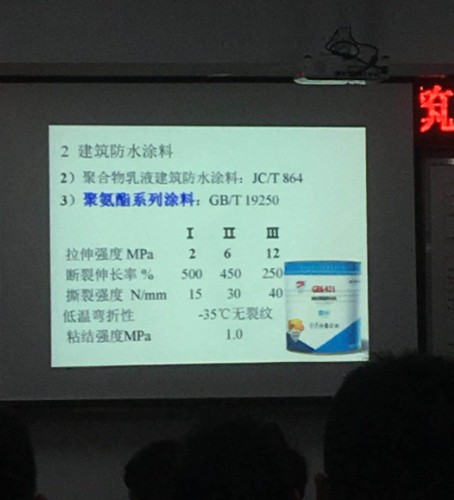 究
2 建筑防水涂料
2）聚合物乳液建筑防水涂料：JC/T 864
3）聚氨酯系列涂料：GB/T 19250
I II III
拉伸强度 MPa 2 6 12
断裂伸长率 % 500 450 250
撕裂强度 N/mm 15 30 40
低温弯折性 -35℃无裂纹
粘结强度MPa 1.0